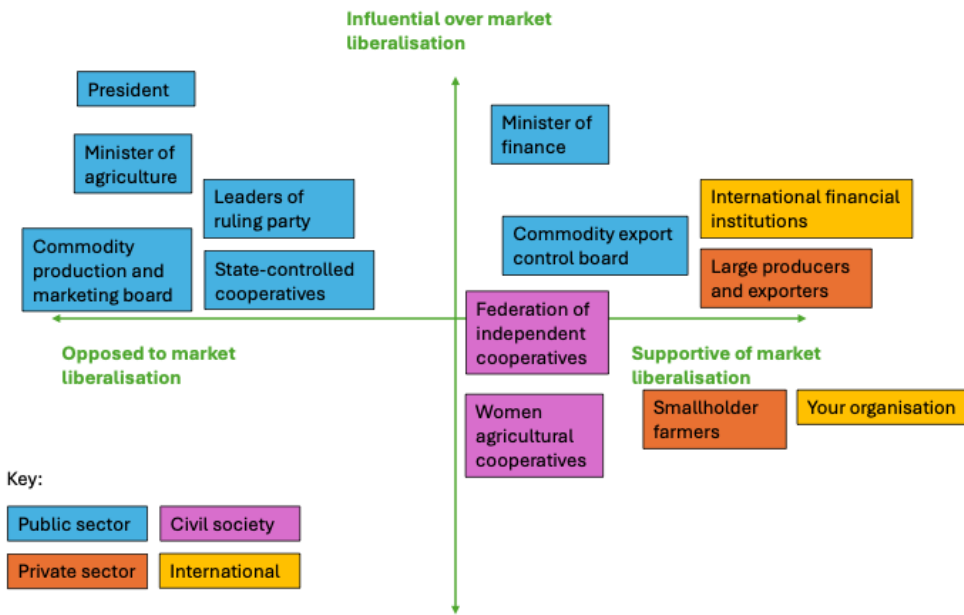 Influential over market
liberalisation
President
Minister of
agriculture
Leaders of
ruling party
Commodity
production and
marketing board
State-controlled
cooperatives
Minister of
finance
International financial
institutions
Commodity export
control board
Large producers
and exporters
Federation of
independent
cooperatives
Opposed to market
liberalisation
Supportive of market
liberalisation
Women
agricultural
cooperatives
Smallholder
farmers
Your organisation
Key:
Public sector
Civil society
Private sector
International